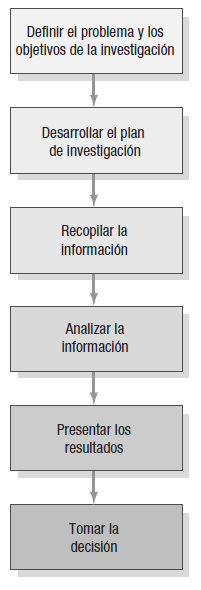 Definir el problema y los
objetivos de la investigación
Desarrollar el plan
de investigación
Recopilar la
información
Analizar la
información
Presentar los
resultados
Tomar la
decisión